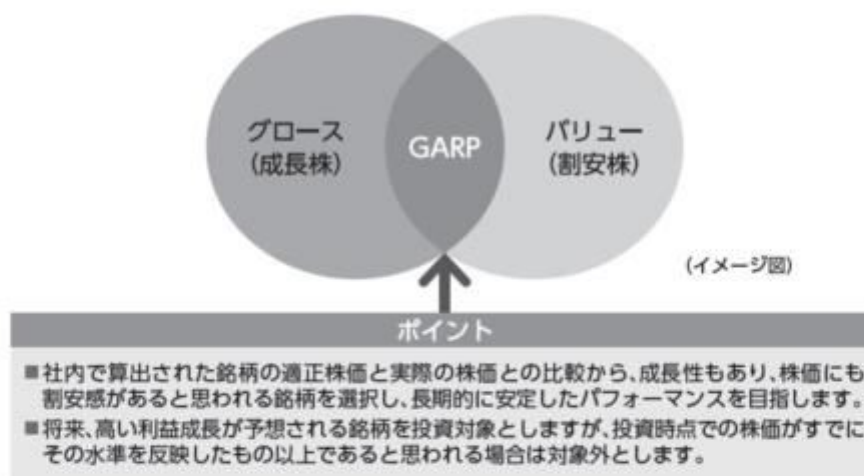 グロース
(成長株)
GARP
バリュー
(割安株)
(イメージ図)
ポイント
■社内で算出された銘柄の適正株価と実際の株価との比較から、成長性もあり、株価にも
割安感があると思われる銘柄を選択し、長期的に安定したパフォーマンスを目指します。
■将来、高い利益成長が予想される銘柄を投資対象としますが、投資時点での株価がすでに
その水準を反映したもの以上であると思われる場合は対象外とします。